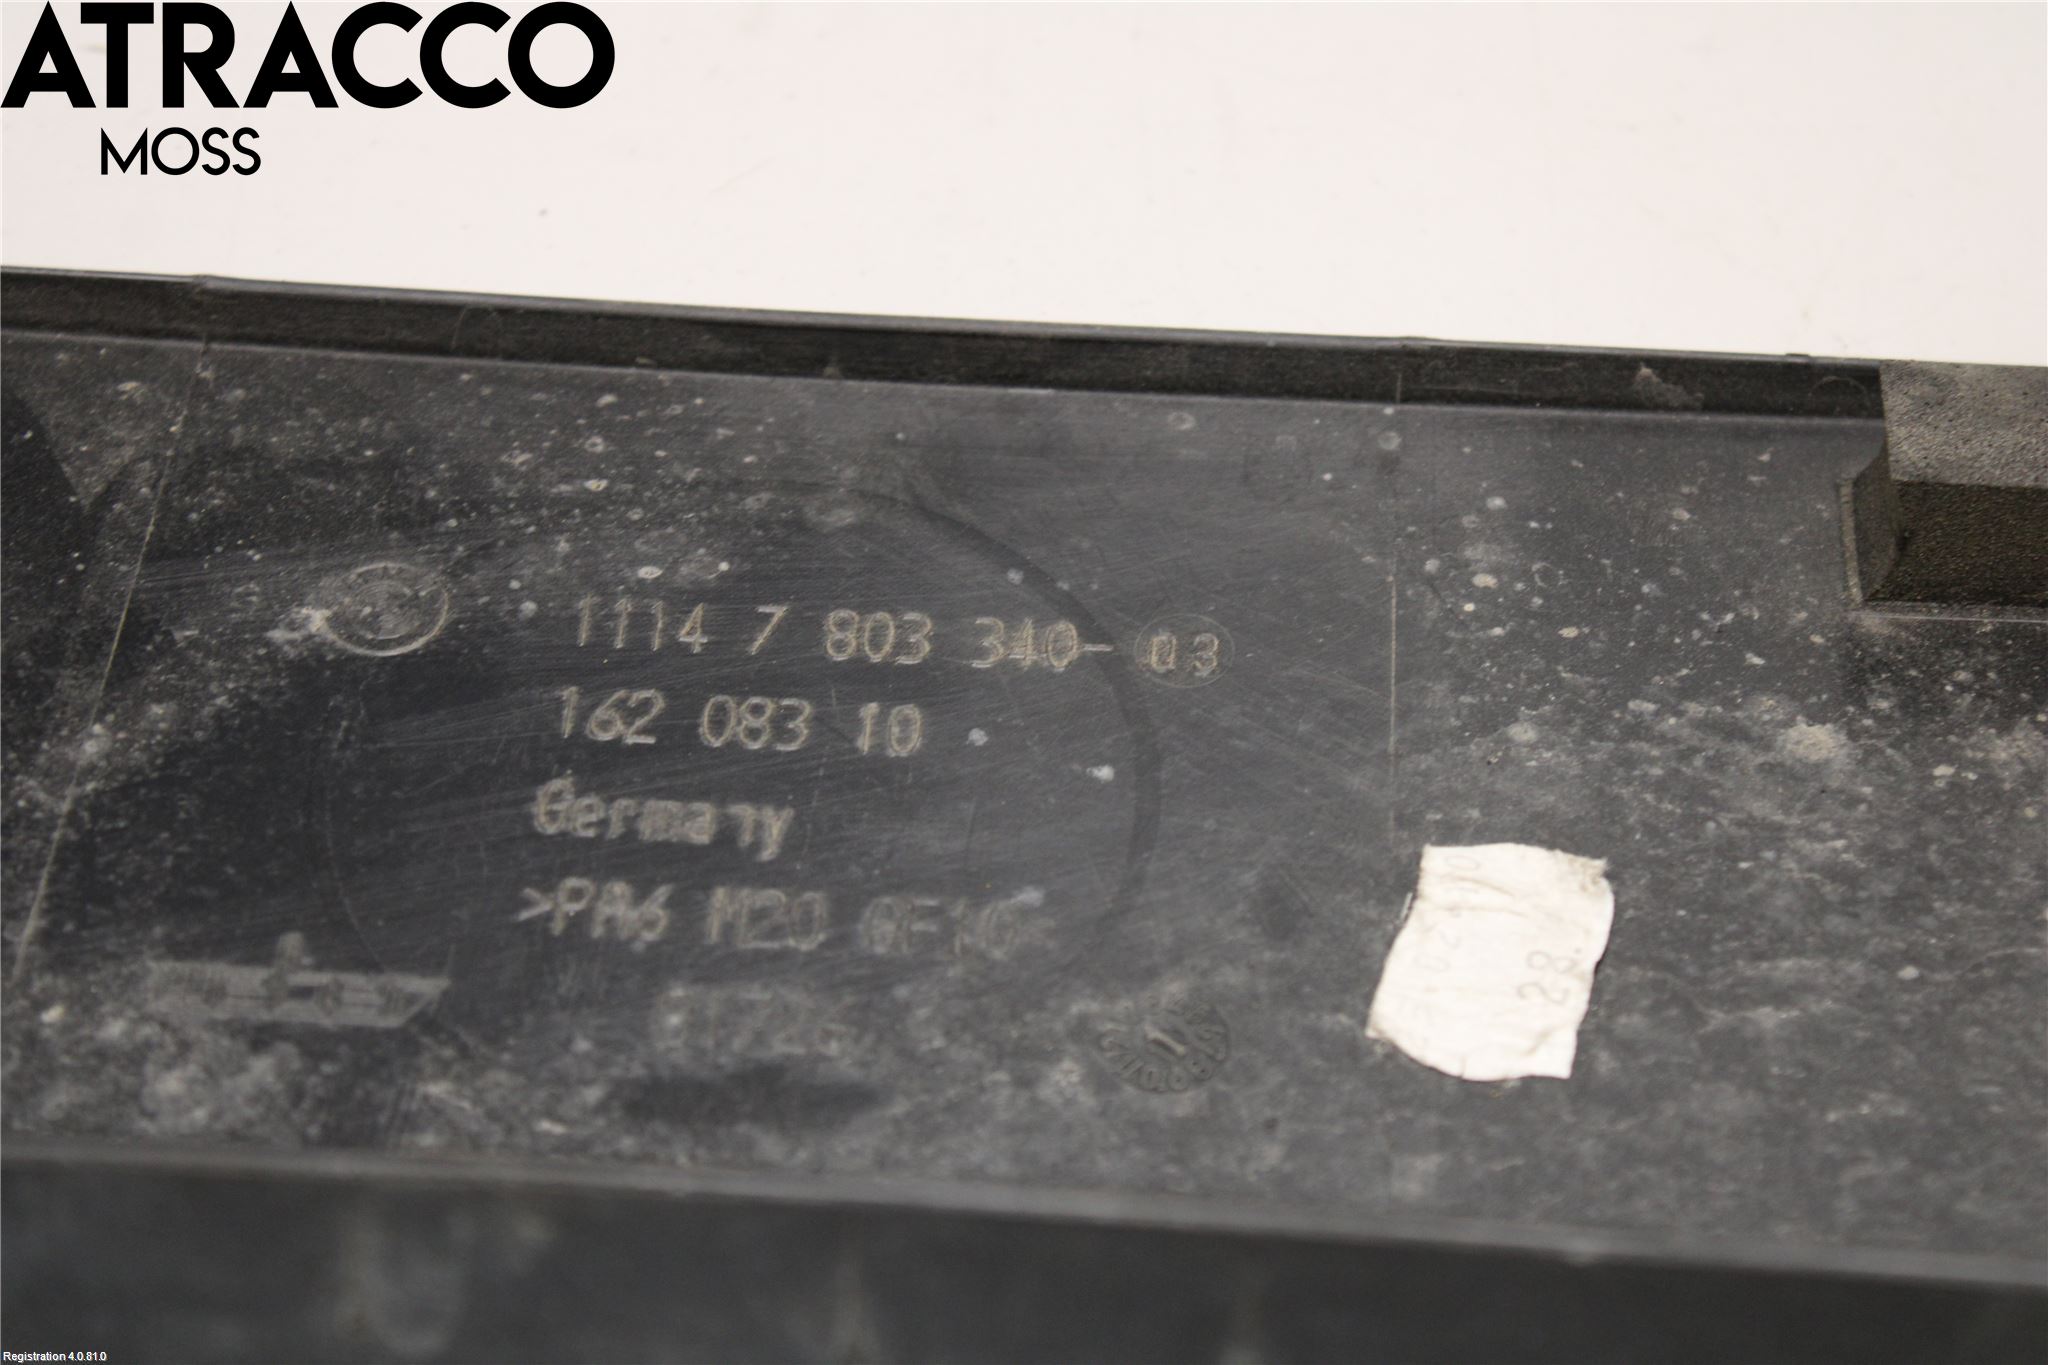 ATRACCO
MOSS
1114 7 803 340- 03
162 083 10
Germany
>PA6 M20 GF10<
28.
Registration 4.0.81.0